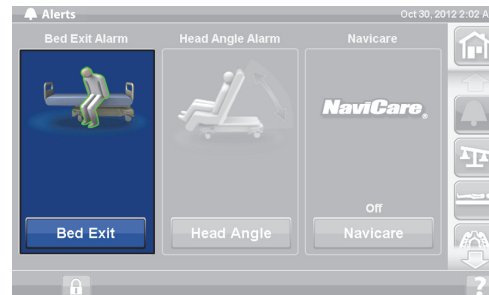 Alerts
Oct 30, 2012 2:02 A
Bed Exit Alarm
Head Angle Alarm
Navicare
NaviCare®
Off
Bed Exit
Head Angle
Navicare
?